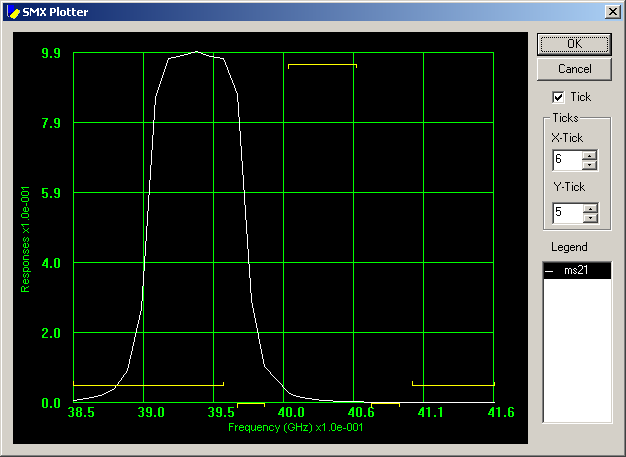 SMX Plotter
OK
Cancel
Tick
Ticks
X-Tick
6
Y-Tick
5
Legend
ms21
9.9
7.9
5.9
4.0
2.0
0.0
Responses x1.0e-001
38.5 39.0 39.5 40.0 40.6 41.1 41.6
Frequency (GHz) x1.0e-001